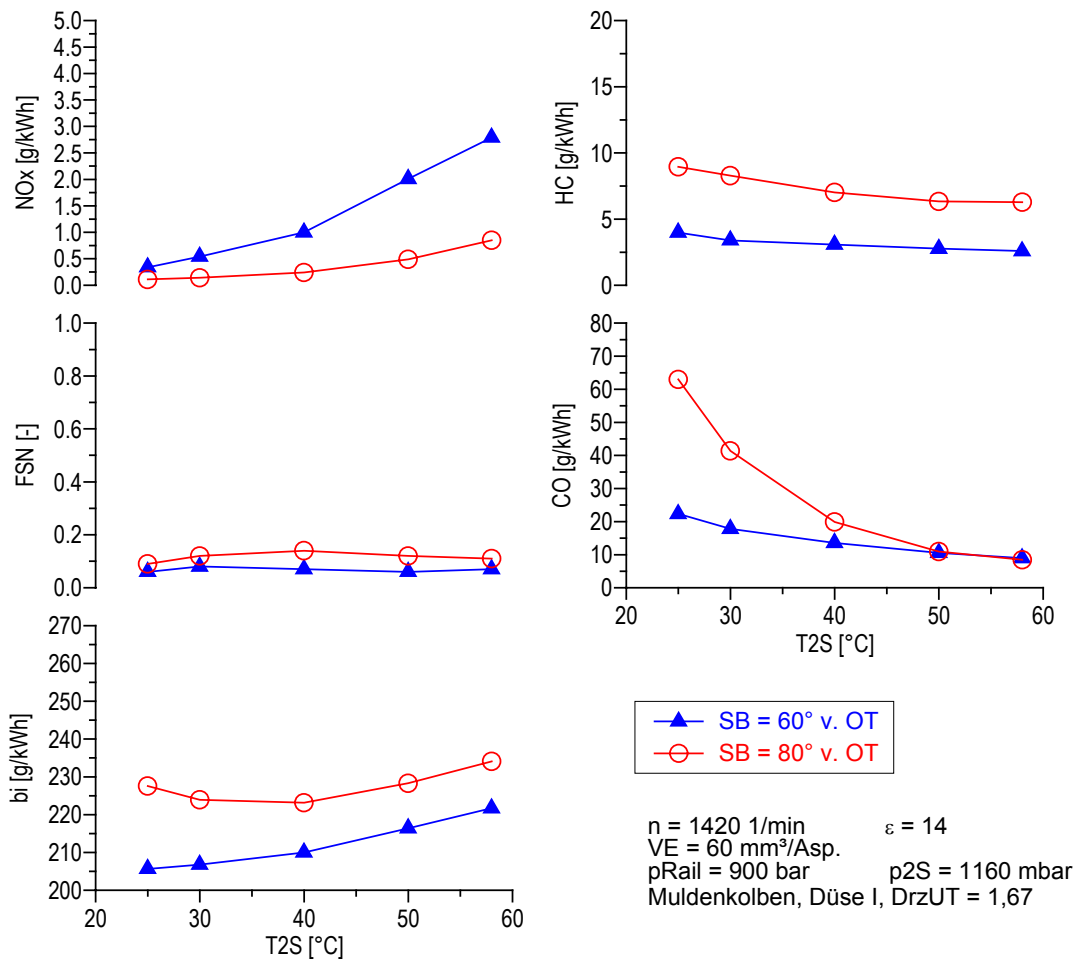 5.0
4.5
4.0
3.5
3.0
2.5
2.0
1.5
1.0
0.5
0.0
NOx [g/kWh]
20
15
10
5
0
HC [g/kWh]
1.0
0.8
0.6
0.4
0.2
0.0
FSN [-]
80
70
60
50
40
30
20
10
0
CO [g/kWh]
20 30 40 50 60
T2S [°C]
270
260
250
240
230
220
210
200
bi [g/kWh]
20 30 40 50 60
T2S [°C]
SB = 60° v. OT
SB = 80° v. OT
n = 1420 1/min ε = 14
VE = 60 mm³/Asp.
pRail = 900 bar p2S = 1160 mbar
Muldenkolben, Düse I, DrzUT = 1,67